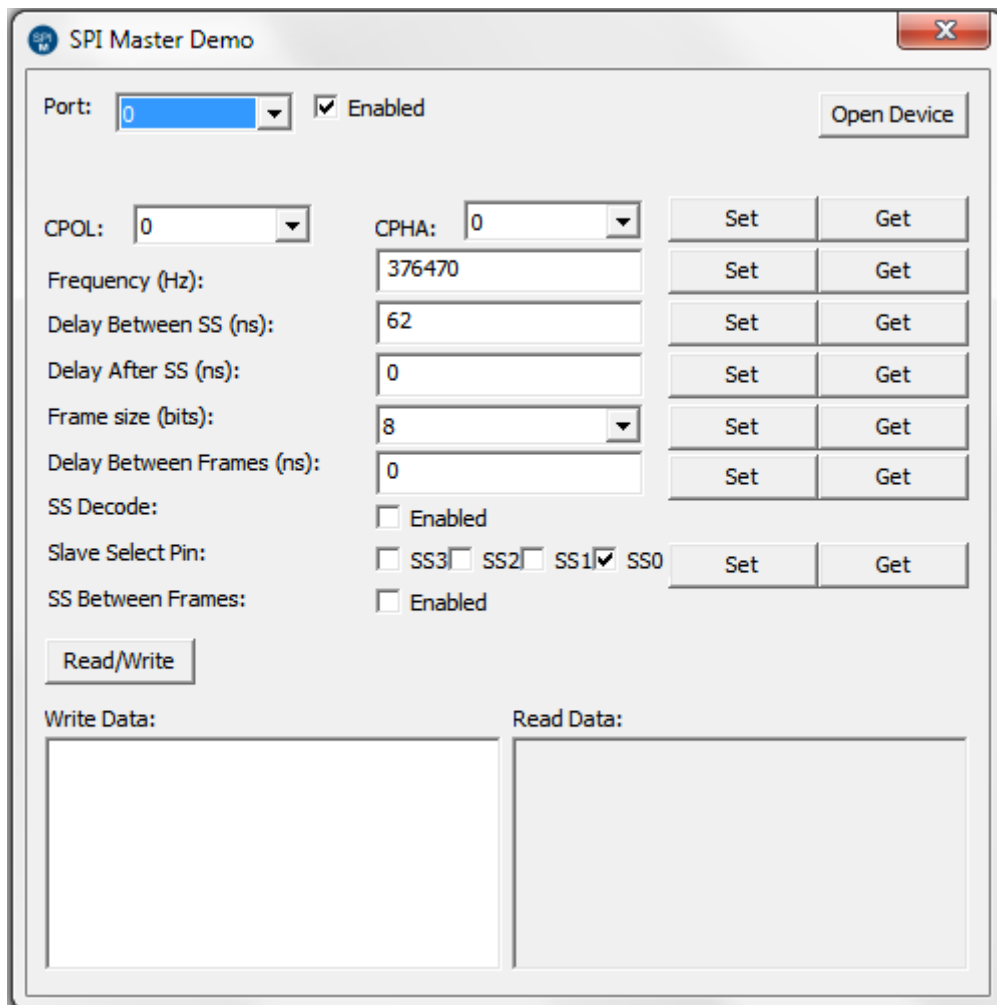 SPI M SPI Master Demo
Port: 0 Enabled Open Device
CPOL: 0 CPHA: 0 Set Get
Frequency (Hz): 376470 Set Get
Delay Between SS (ns): 62 Set Get
Delay After SS (ns): 0 Set Get
Frame size (bits): 8 Set Get
Delay Between Frames (ns): 0 Set Get
SS Decode: Enabled
Slave Select Pin: SS3 SS2 SS1 SS0 Set Get
SS Between Frames: Enabled
Read/Write
Write Data: Read Data: